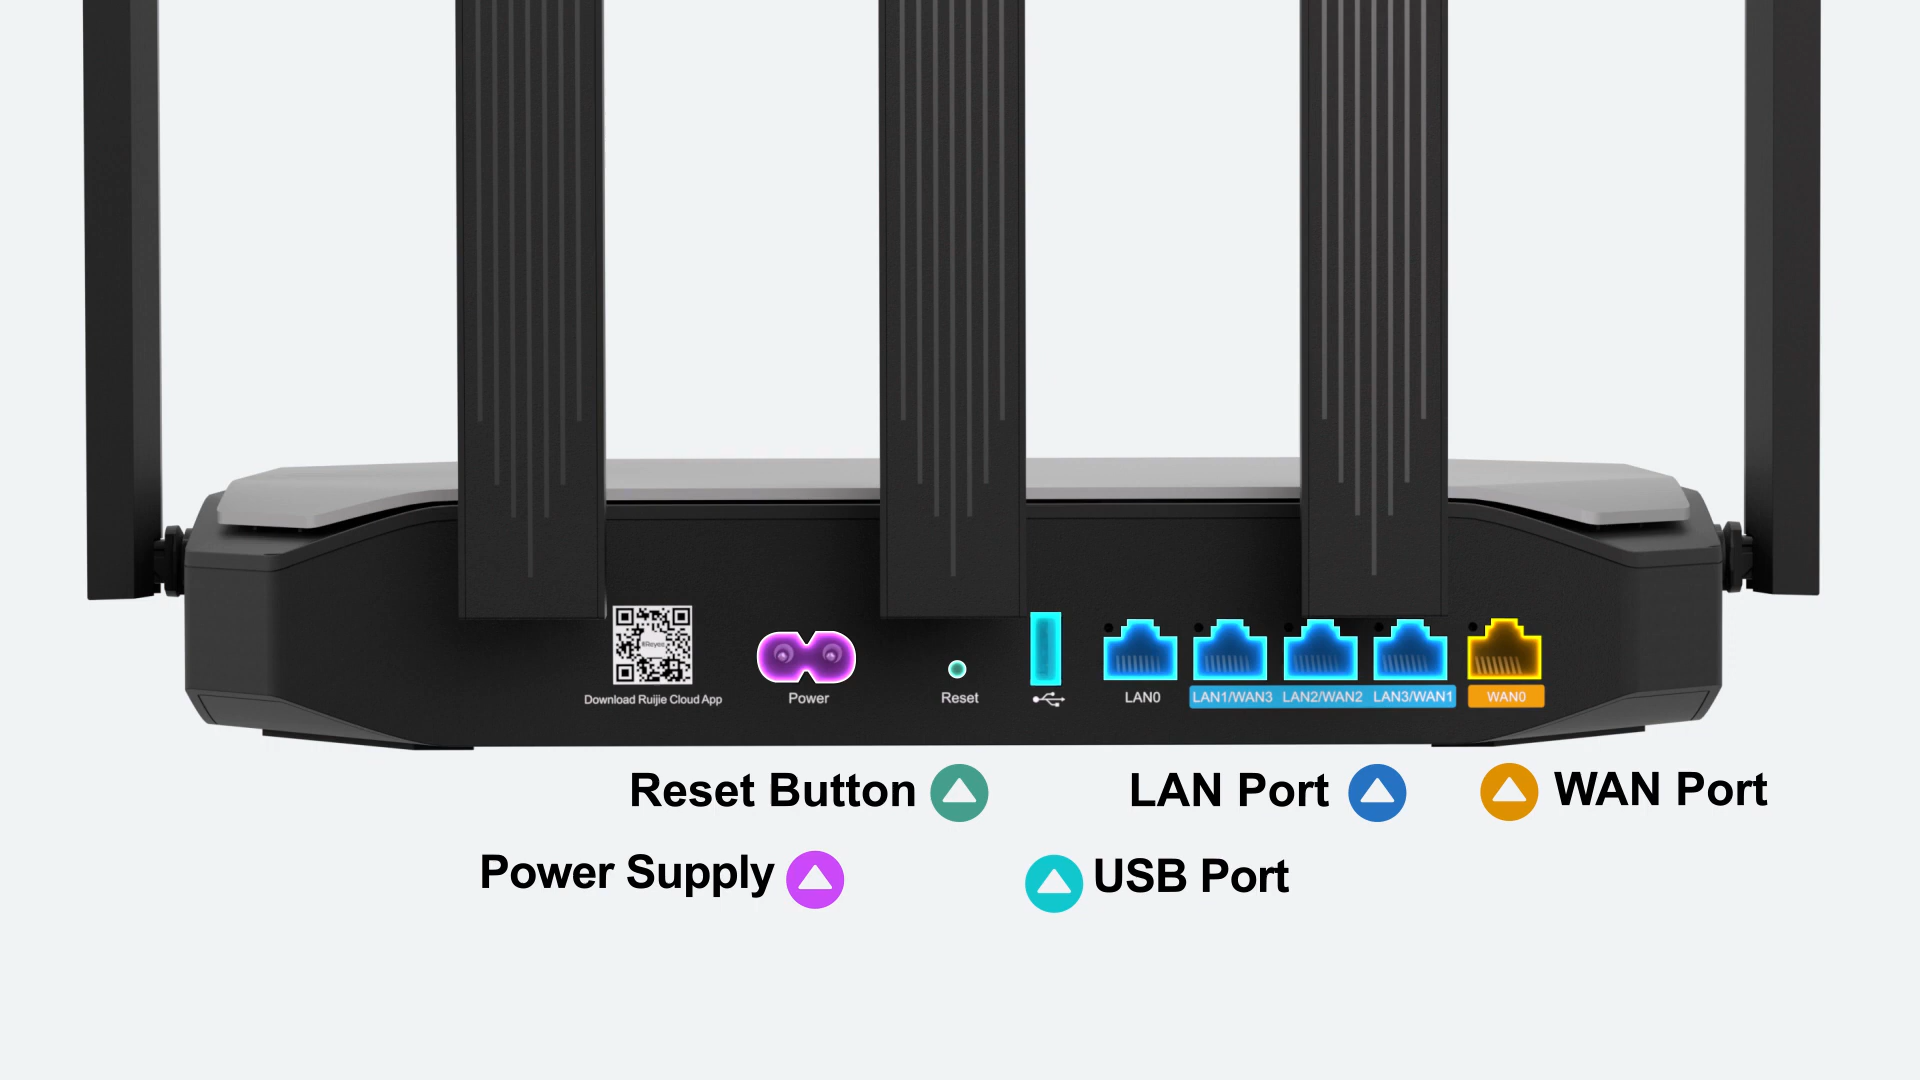 Reyee
Download Ruijie Cloud App
Power
Reset
LAN0
LAN1/WAN3
LAN2/WAN2
LAN3/WAN1
WAN0
Reset Button
LAN Port
WAN Port
Power Supply
USB Port